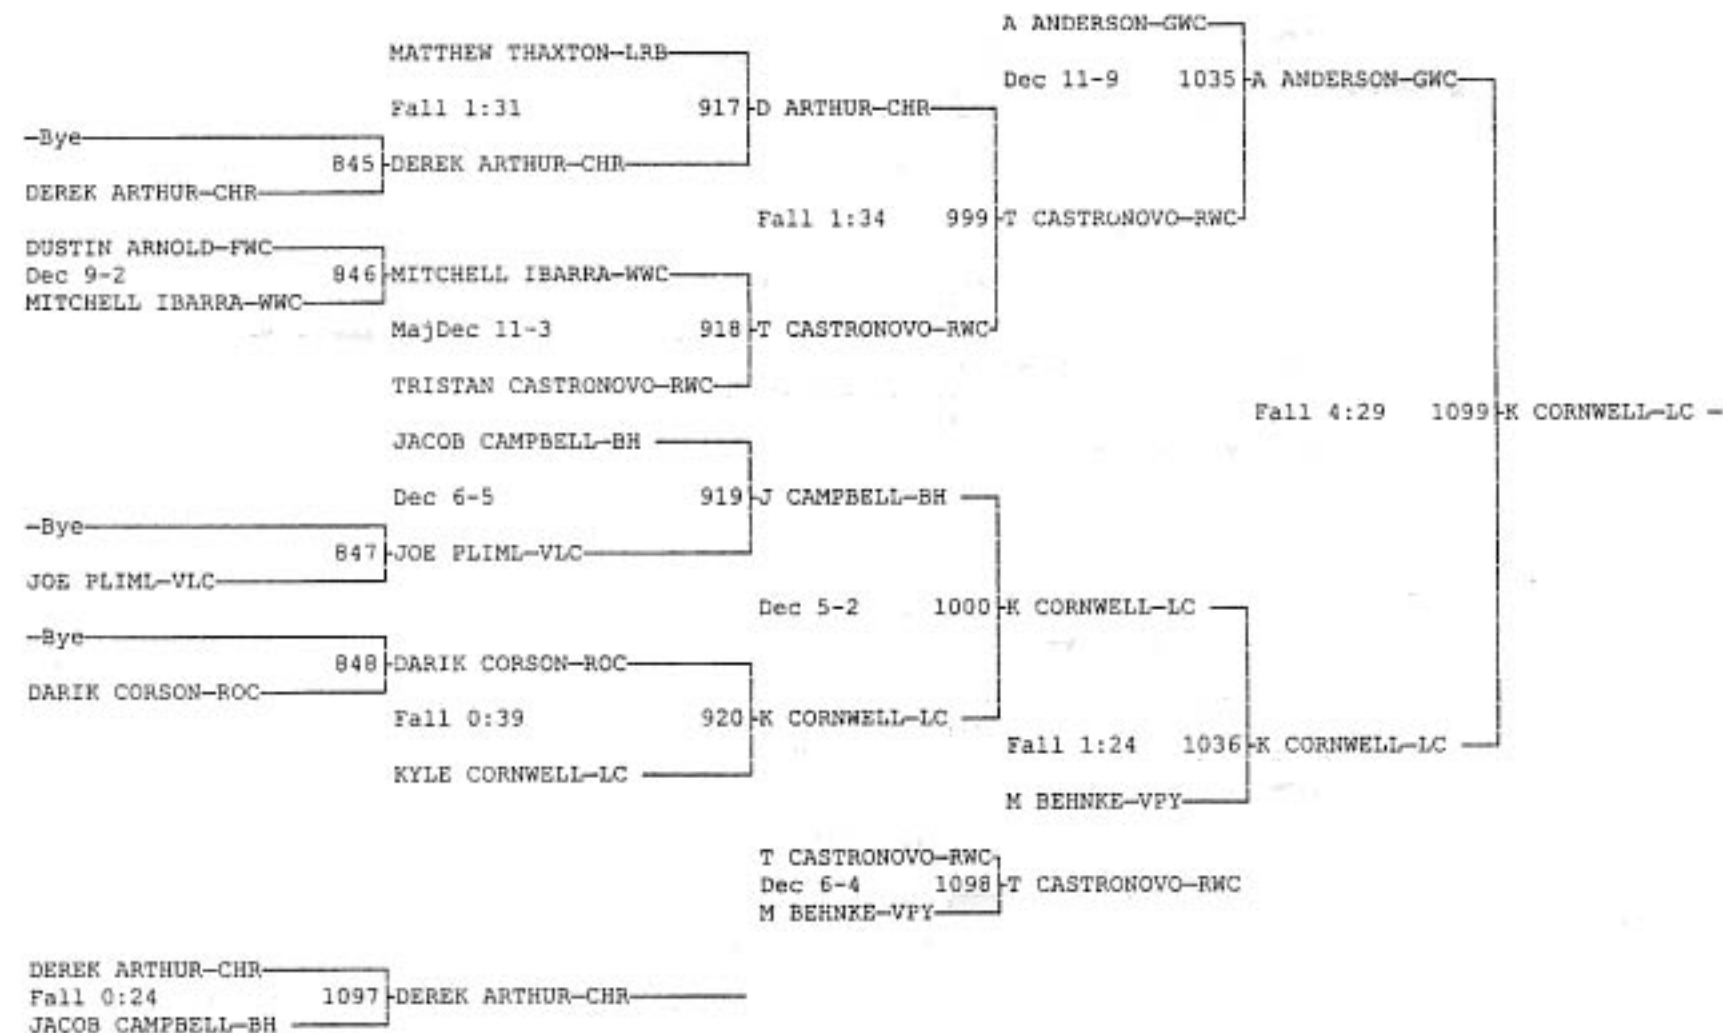 A ANDERSON-GWC
MATTHEW THAXTON-LRB
Dec 11-9 1035 A ANDERSON-GWC
Fall 1:31 917 D ARTHUR-CHR
-Bye
845 DEREK ARTHUR-CHR
DEREK ARTHUR-CHR
Fall 1:34 999 T CASTRONOVO-RWC
DUSTIN ARNOLD-FWC
Dec 9-2 846 MITCHELL IBARRA-WWC
MITCHELL IBARRA-WWC
MajDec 11-3 918 T CASTRONOVO-RWC
TRISTAN CASTRONOVO-RWC
Fall 4:29 1099 K CORNWELL-LC -
JACOB CAMPBELL-BH
Dec 6-5 919 J CAMPBELL-BH
-Bye
847 JOE PLIML-VLC
JOE PLIML-VLC
Dec 5-2 1000 K CORNWELL-LC
-Bye
848 DARIK CORSON-ROC
DARIK CORSON-ROC
Fall 0:39 920 K CORNWELL-LC
Fall 1:24 1036 K CORNWELL-LC
KYLE CORNWELL-LC
M BEHNKE-VPY
T CASTRONOVO-RWC
Dec 6-4 1098 T CASTRONOVO-RWC
M BEHNKE-VPY
DEREK ARTHUR-CHR
Fall 0:24 1097 DEREK ARTHUR-CHR
JACOB CAMPBELL-BH